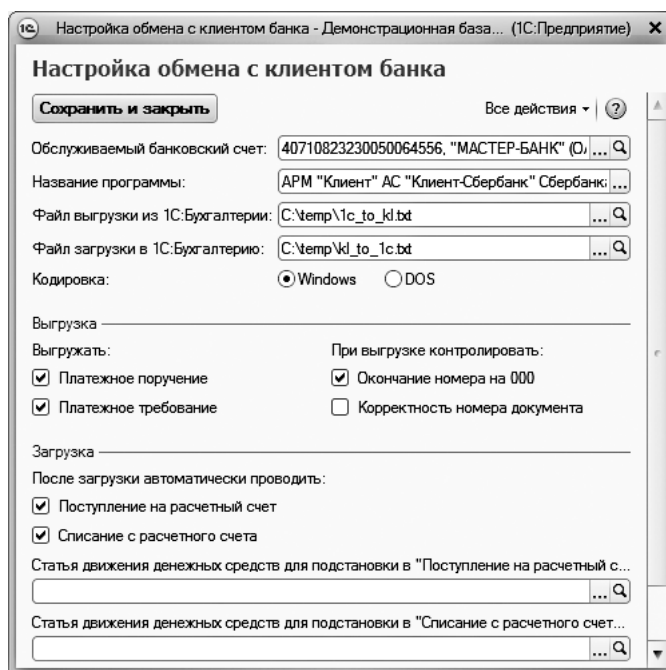 1С Настройка обмена с клиентом банка - Демонстрационная база... (1С:Предприятие)
Настройка обмена с клиентом банка
Сохранить и закрыть Все действия ?
Обслуживаемый банковский счет: 40710823230050064556, "МАСТЕР-БАНК" (О ...
Название программы: АРМ "Клиент" АС "Клиент-Сбербанк" Сбербанк ...
Файл выгрузки из 1С:Бухгалтерии: C:\temp\1c_to_kl.txt ...
Файл загрузки в 1С:Бухгалтерию: C:\temp\kl_to_1c.txt ...
Кодировка: Windows DOS
Выгрузка
Выгружать: При выгрузке контролировать:
Платежное поручение Окончание номера на 000
Платежное требование Корректность номера документа
Загрузка
После загрузки автоматически проводить:
Поступление на расчетный счет
Списание с расчетного счета
Статья движения денежных средств для подстановки в "Поступление на расчетный с...
...
Статья движения денежных средств для подстановки в "Списание с расчетного счет...
...